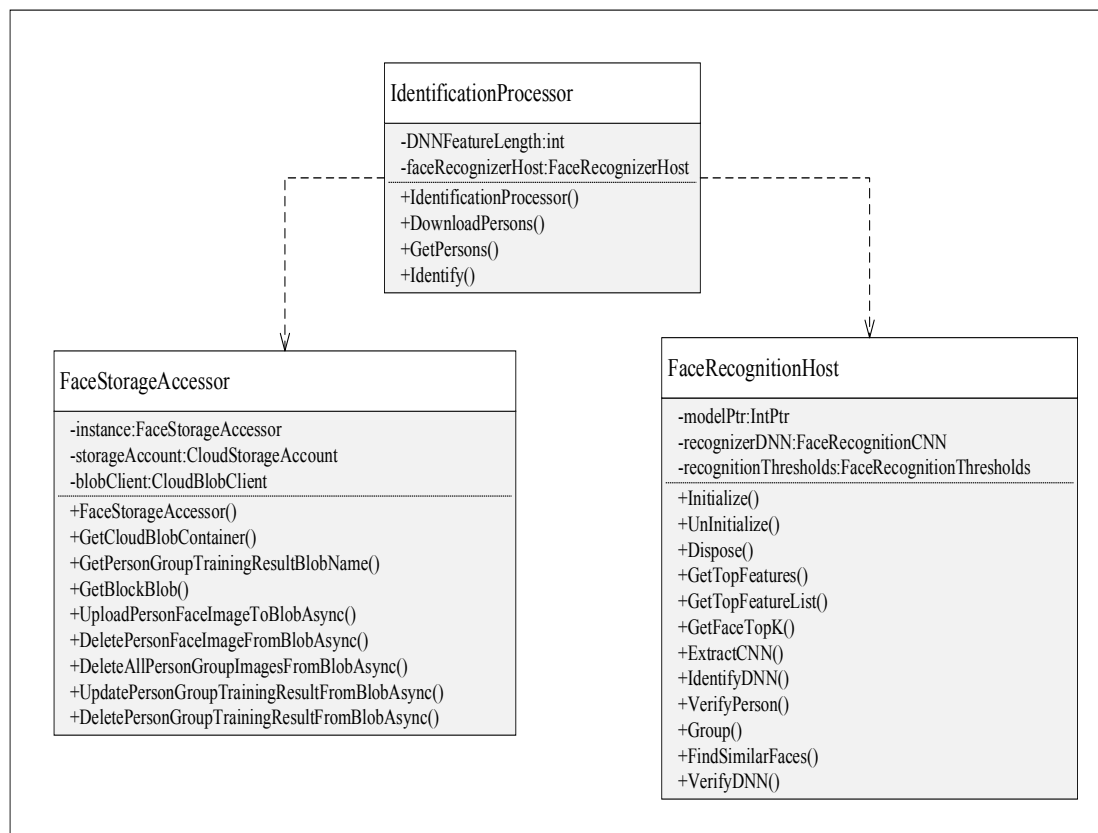 IdentificationProcessor
-DNNFeatureLength:int
-faceRecognizerHost:FaceRecognizerHost
+IdentificationProcessor()
+DownloadPersons()
+GetPersons()
+Identify()
FaceStorageAccessor
-instance:FaceStorageAccessor
-storageAccount:CloudStorageAccount
-blobClient:CloudBlobClient
+FaceStorageAccessor()
+GetCloudBlobContainer()
+GetPersonGroupTrainingResultBlobName()
+GetBlockBlob()
+UploadPersonFaceImageToBlobAsync()
+DeletePersonFaceImageFromBlobAsync()
+DeleteAllPersonGroupImagesFromBlobAsync()
+UpdatePersonGroupTrainingResultFromBlobAsync()
+DeletePersonGroupTrainingResultFromBlobAsync()
FaceRecognitionHost
-modelPtr:IntPtr
-recognizerDNN:FaceRecognitionCNN
-recognitionThresholds:FaceRecognitionThresholds
+Initialize()
+UnInitialize()
+Dispose()
+GetTopFeatures()
+GetTopFeatureList()
+GetFaceTopK()
+ExtractCNN()
+IdentifyDNN()
+VerifyPerson()
+Group()
+FindSimilarFaces()
+VerifyDNN()